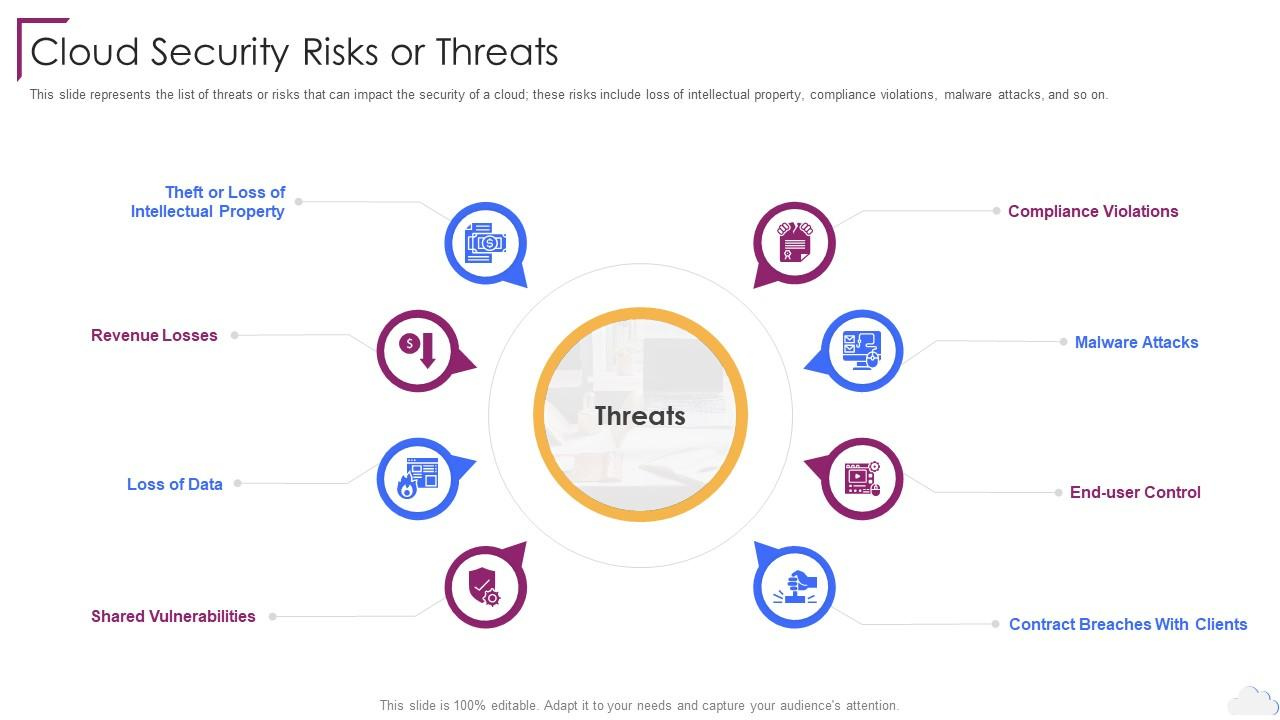 Cloud Security Risks or Threats
This slide represents the list of threats or risks that can impact the security of a cloud; these risks include loss of intellectual property, compliance violations, malware attacks, and so on.
Theft or Loss of
Intellectual Property
Revenue Losses
Loss of Data
Shared Vulnerabilities
Threats
Compliance Violations
Malware Attacks
End-user Control
Contract Breaches With Clients
This slide is 100% editable. Adapt it to your needs and capture your audience's attention.